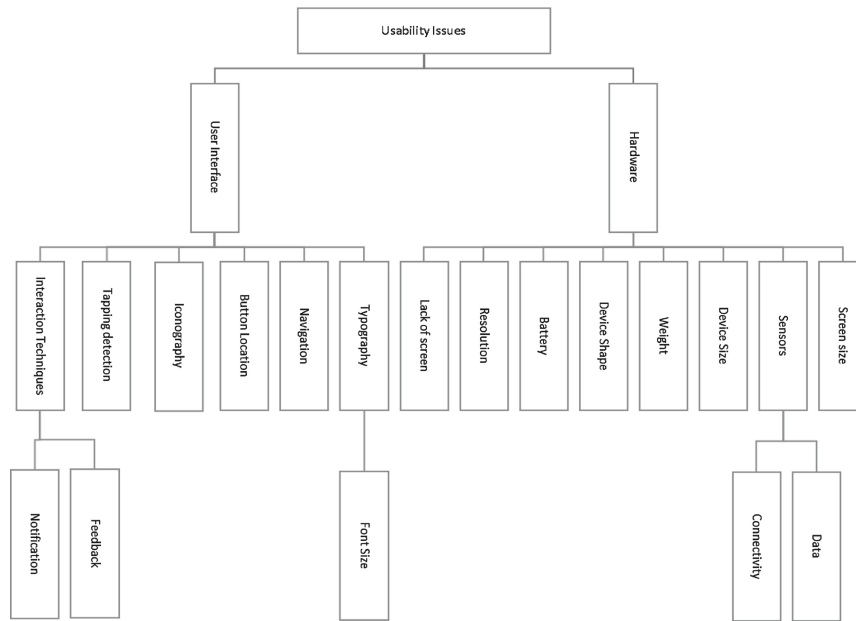 Usability Issues
User Interface
Hardware
Interaction Techniques
Tapping detection
Iconography
Button Location
Navigation
Typography
Lack of screen
Resolution
Battery
Device Shape
Weight
Device Size
Sensors
Screen size
Notification
Feedback
Font Size
Connectivity
Data